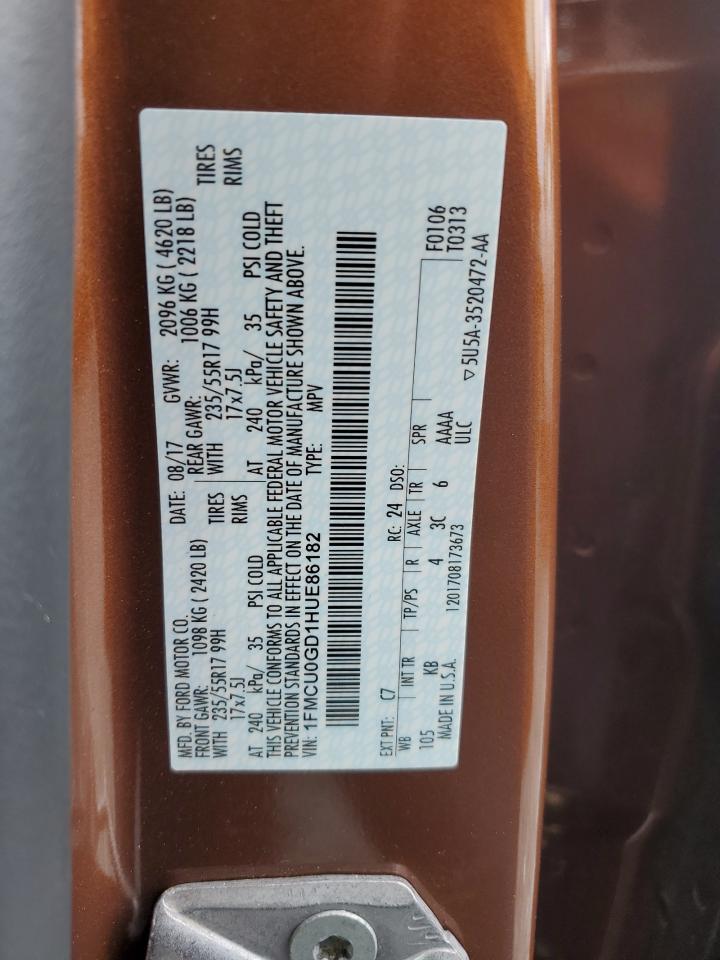 MFD. BY FORD MOTOR CO.
DATE: 08/17 GVWR: 2096 KG ( 4620 LB)
FRONT GAWR: 1098 KG ( 2420 LB) REAR GAWR: 1006 KG ( 2218 LB)
WITH 235/55R17 99H TIRES WITH 235/55R17 99H TIRES
17x7.5J RIMS 17x7.5J RIMS
AT 240 kPa/ 35 PSI COLD AT 240 kPa/ 35 PSI COLD
THIS VEHICLE CONFORMS TO ALL APPLICABLE FEDERAL MOTOR VEHICLE SAFETY AND THEFT
PREVENTION STANDARDS IN EFFECT ON THE DATE OF MANUFACTURE SHOWN ABOVE.
VIN: 1FMCU0GD1HUE86182 TYPE: MPV
F0106
T0313
EXT PNT: C7 RC: 24 DSO:
WB INT TR TP/PS R AXLE TR SPR
105 KB 4 3C 6 AAAA
ULC
MADE IN U.S.A. 1201708173673 ▽5U5A-3520472-AA